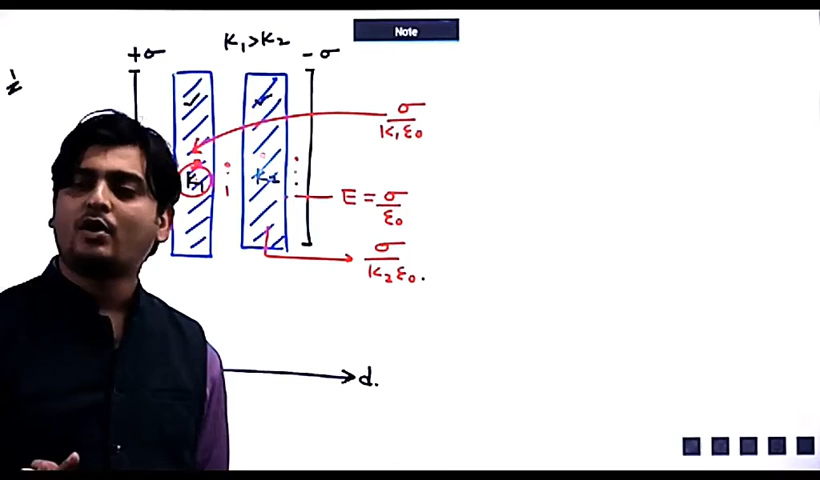 Note
K₁>K₂
+σ
-σ
σ/K₁ε₀
K₁
K₂
E = σ/ε₀
σ/K₂ε₀.
d.